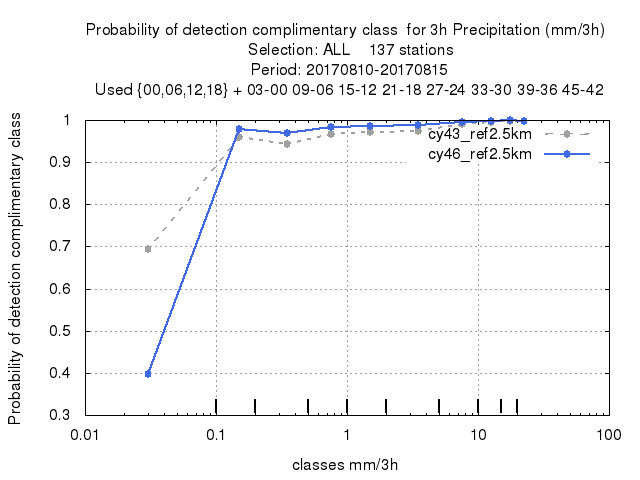 Probability of detection complimentary class  for 3h Precipitation (mm/3h)
Selection: ALL    137 stations
Period: 20170810-20170815
Used {00,06,12,18} + 03-00 09-06 15-12 21-18 27-24 33-30 39-36 45-42
Probability of detection complimentary class
1
0.9
0.8
0.7
0.6
0.5
0.4
0.3
cy43_ref2.5km
cy46_ref2.5km
0.01 0.1 1 10 100
classes mm/3h